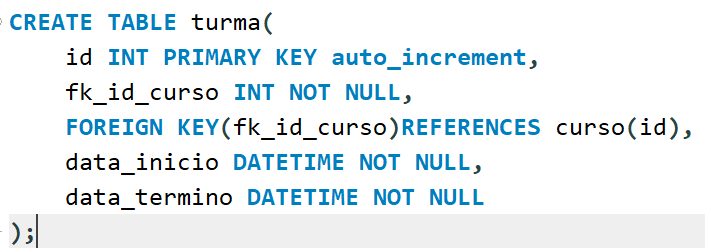 CREATE TABLE turma(
id INT PRIMARY KEY auto_increment,
fk_id_curso INT NOT NULL,
FOREIGN KEY(fk_id_curso)REFERENCES curso(id),
data_inicio DATETIME NOT NULL,
data_termino DATETIME NOT NULL
);